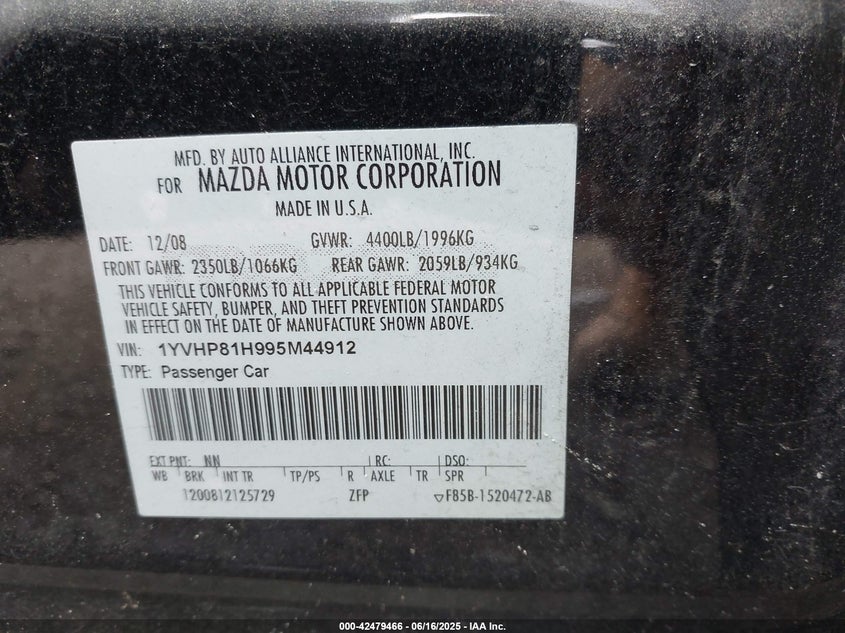 MFD. BY AUTO ALLIANCE INTERNATIONAL, INC.
FOR MAZDA MOTOR CORPORATION
MADE IN U.S.A.
DATE: 12/08 GVWR: 4400LB/1996KG
FRONT GAWR: 2350LB/1066KG REAR GAWR: 2059LB/934KG
THIS VEHICLE CONFORMS TO ALL APPLICABLE FEDERAL MOTOR
VEHICLE SAFETY, BUMPER, AND THEFT PREVENTION STANDARDS
IN EFFECT ON THE DATE OF MANUFACTURE SHOWN ABOVE.
VIN: 1YVHP81H995M44912
TYPE: Passenger Car
EXT PNT: NN RC: DSO:
WB BRK INT TR TP/PS R AXLE TR SPR
1200812125729 ZFP ▽F85B-1520472-AB
000-42479466 - 06/16/2025 - IAA Inc.